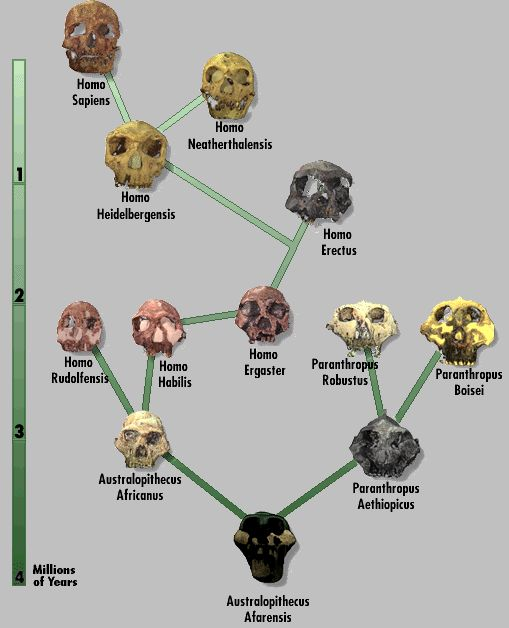 Homo
Sapiens
Homo
Neatherthalensis
1
Homo
Heidelbergensis
Homo
Erectus
2
Homo
Rudolfensis
Homo
Habilis
Homo
Ergaster
Paranthropus
Robustus
Paranthropus
Boisei
3
Australopithecus
Africanus
Paranthropus
Aethiopicus
4
Millions
of Years
Australopithecus
Afarensis